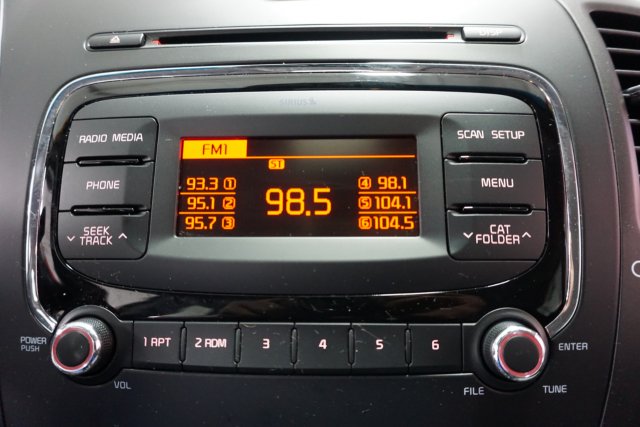 DISP
SIRIUS
RADIO MEDIA
SCAN SETUP
FM1
ST
PHONE
MENU
93.3 1
4 98.1
95.1 2
98.5
5 104.1
95.7 3
6 104.5
SEEK
TRACK
CAT
FOLDER
POWER
PUSH
1 RPT
2 RDM
3
4
5
6
ENTER
VOL
FILE
TUNE